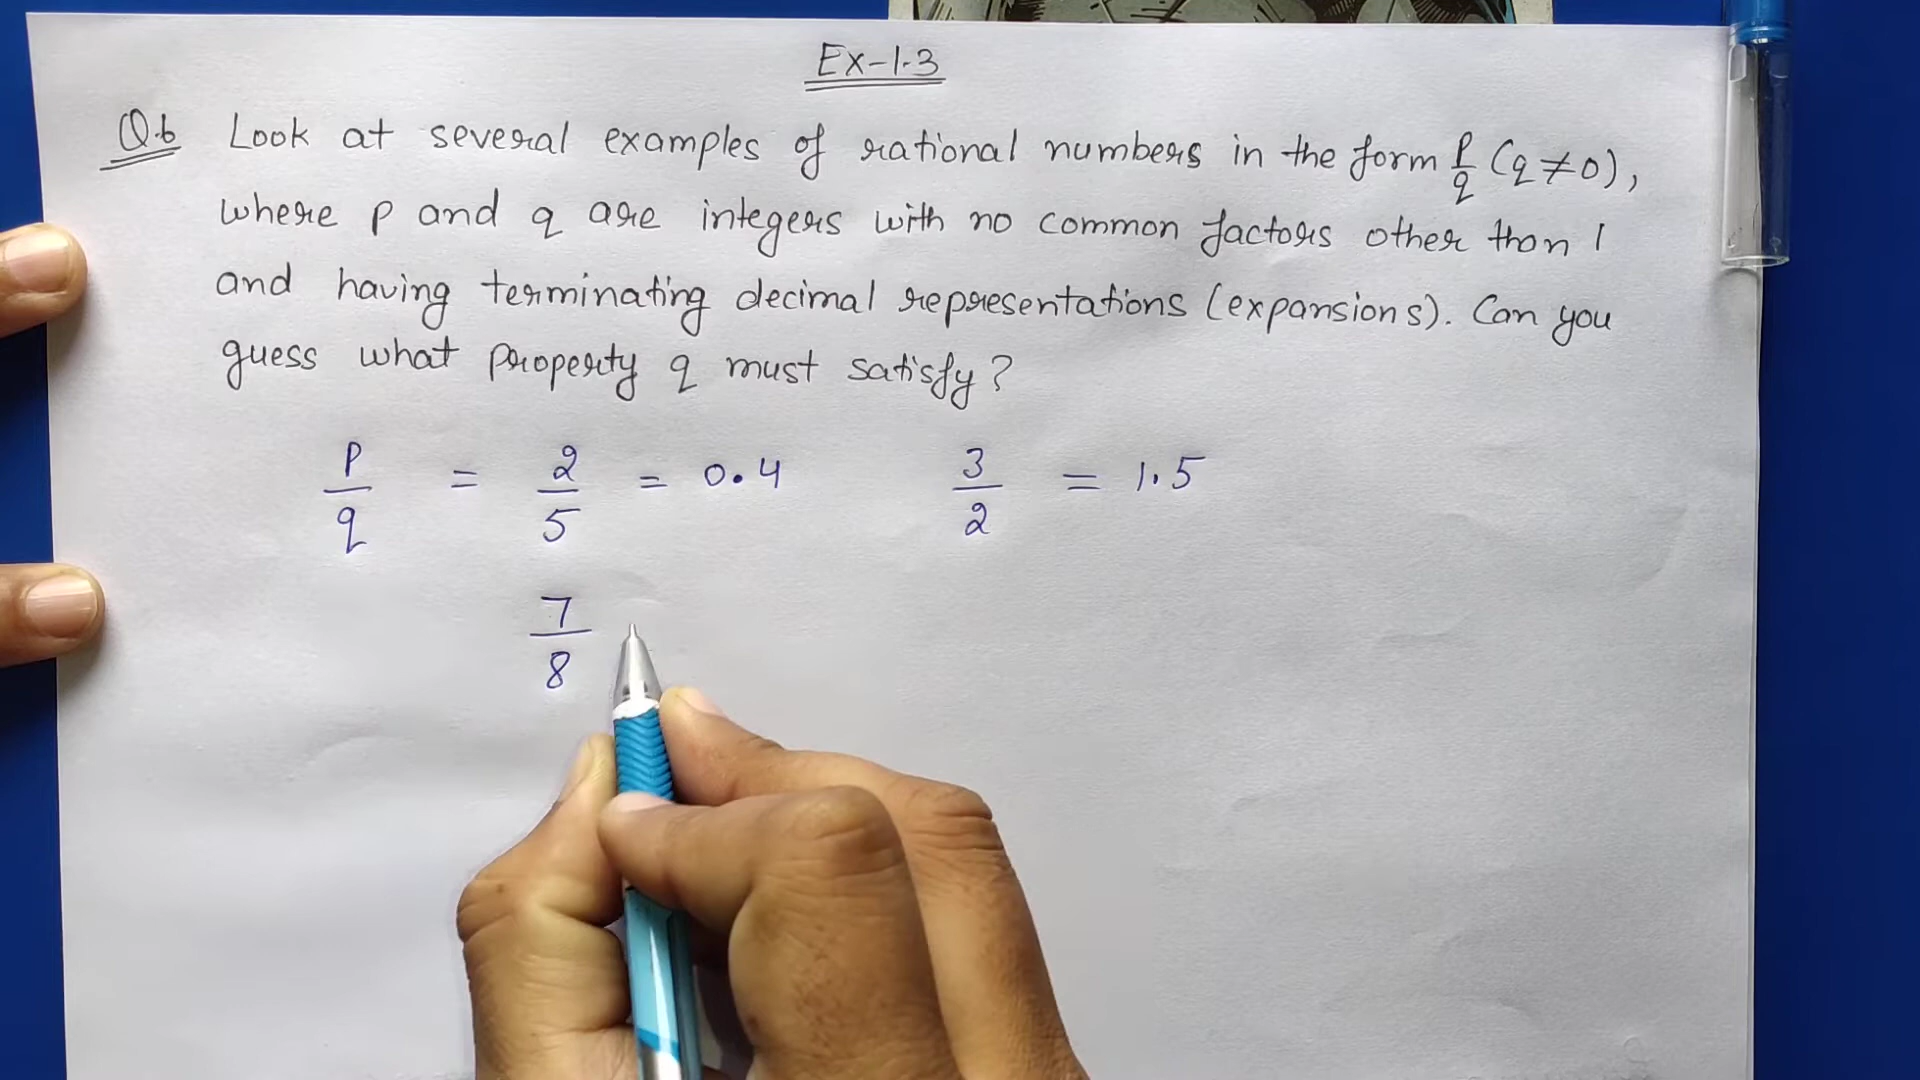 Ex-1.3
Q.6 Look at several examples of rational numbers in the form p/q (q≠0),
where p and q are integers with no common factors other than 1
and having terminating decimal representations (expansions). Can you
guess what property q must satisfy?
p/q = 2/5 = 0.4 3/2 = 1.5
7/8